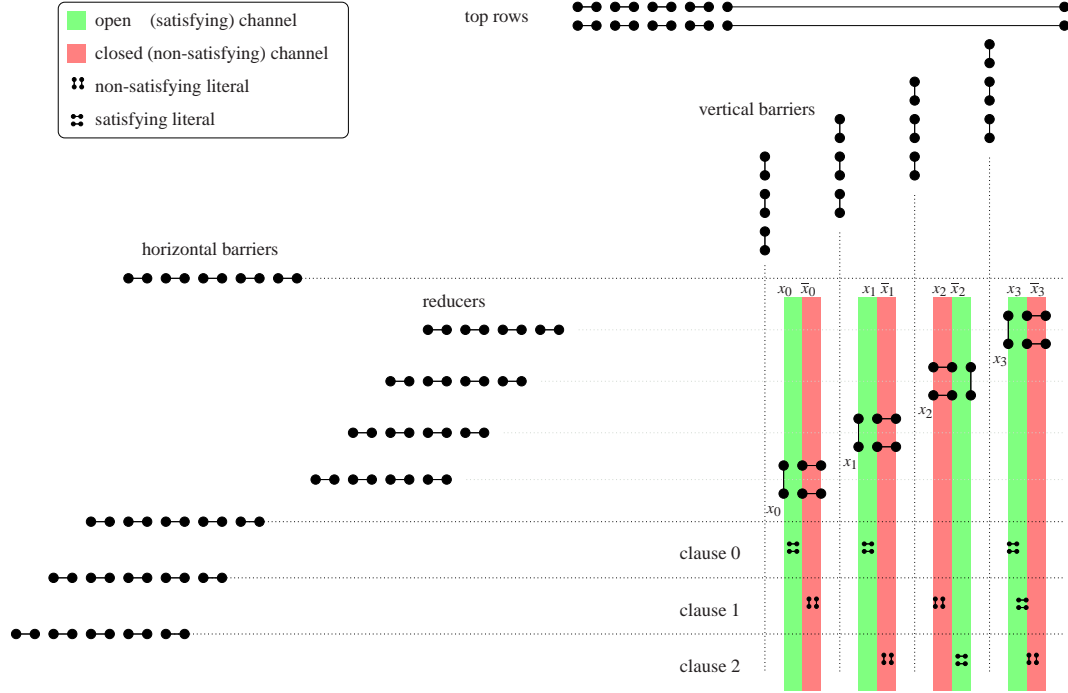 top rows
open (satisfying) channel
closed (non-satisfying) channel
non-satisfying literal
satisfying literal
vertical barriers
horizontal barriers
reducers
x₀ x̅₀ x₁ x̅₁ x₂ x̅₂ x₃ x̅₃
x₃
x₂
x₁
x₀
clause 0
clause 1
clause 2